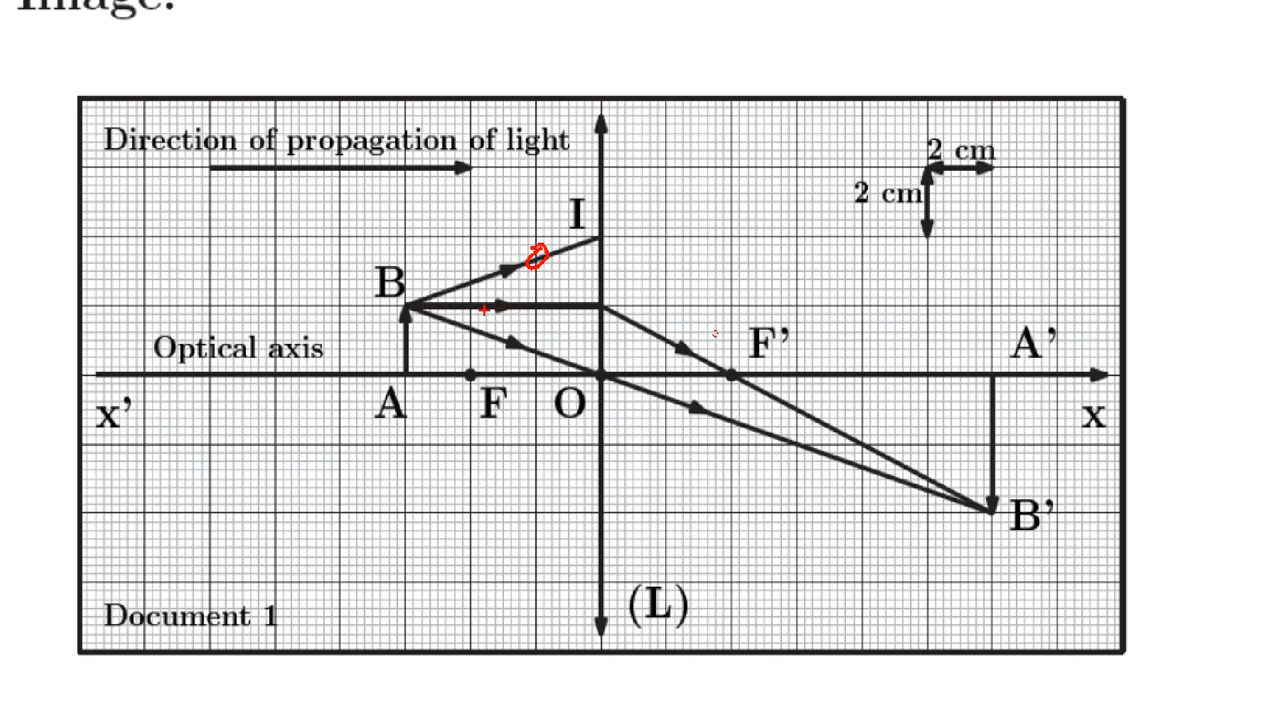 Image.
Direction of propagation of light
2 cm
2 cm
I
B
Optical axis
F'
A'
x'
A
F
O
x
B'
(L)
Document 1